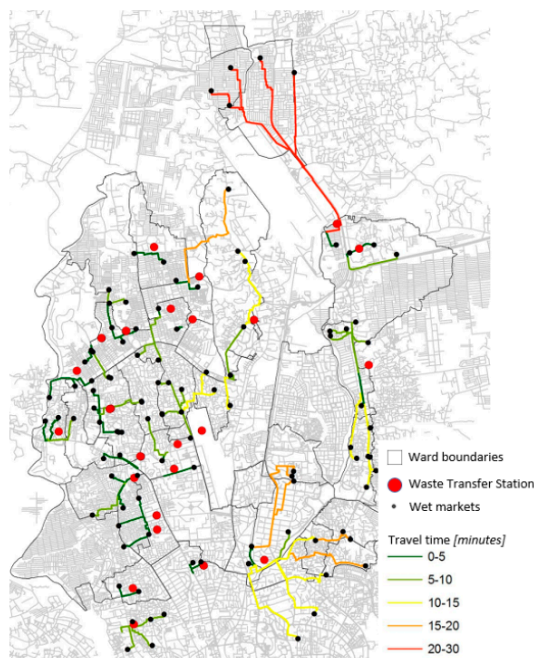 Ward boundaries
Waste Transfer Station
Wet markets
Travel time [minutes]
0-5
5-10
10-15
15-20
20-30